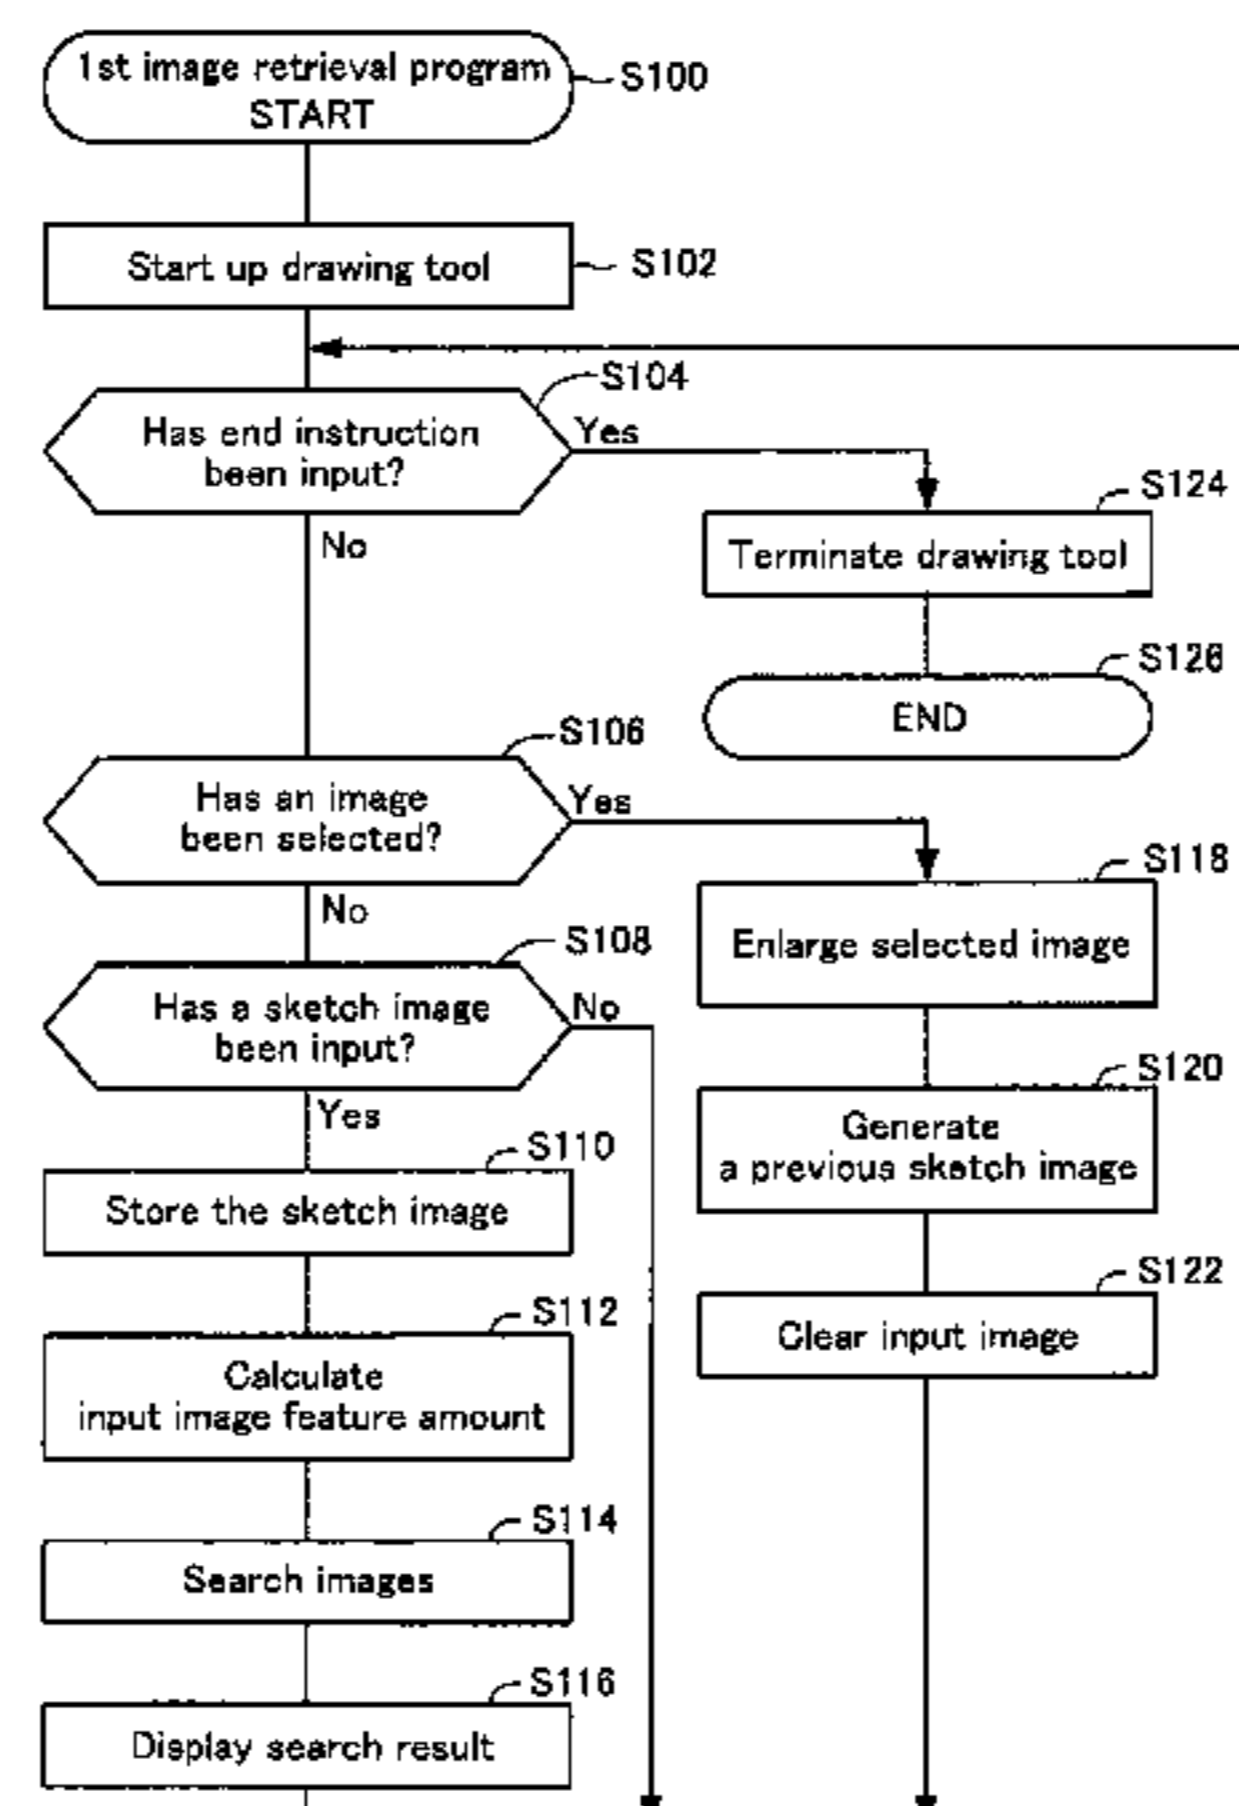 1st image retrieval program
START
S100
Start up drawing tool
S102
S104
Has end instruction
been input?
Yes
No
S124
Terminate drawing tool
S126
END
S106
Has an image
been selected?
Yes
No
S118
Enlarge selected image
S108
Has a sketch image
been input?
No
Yes
S120
Generate
a previous sketch image
S110
Store the sketch image
S122
Clear input image
S112
Calculate
input image feature amount
S114
Search images
S116
Display search result